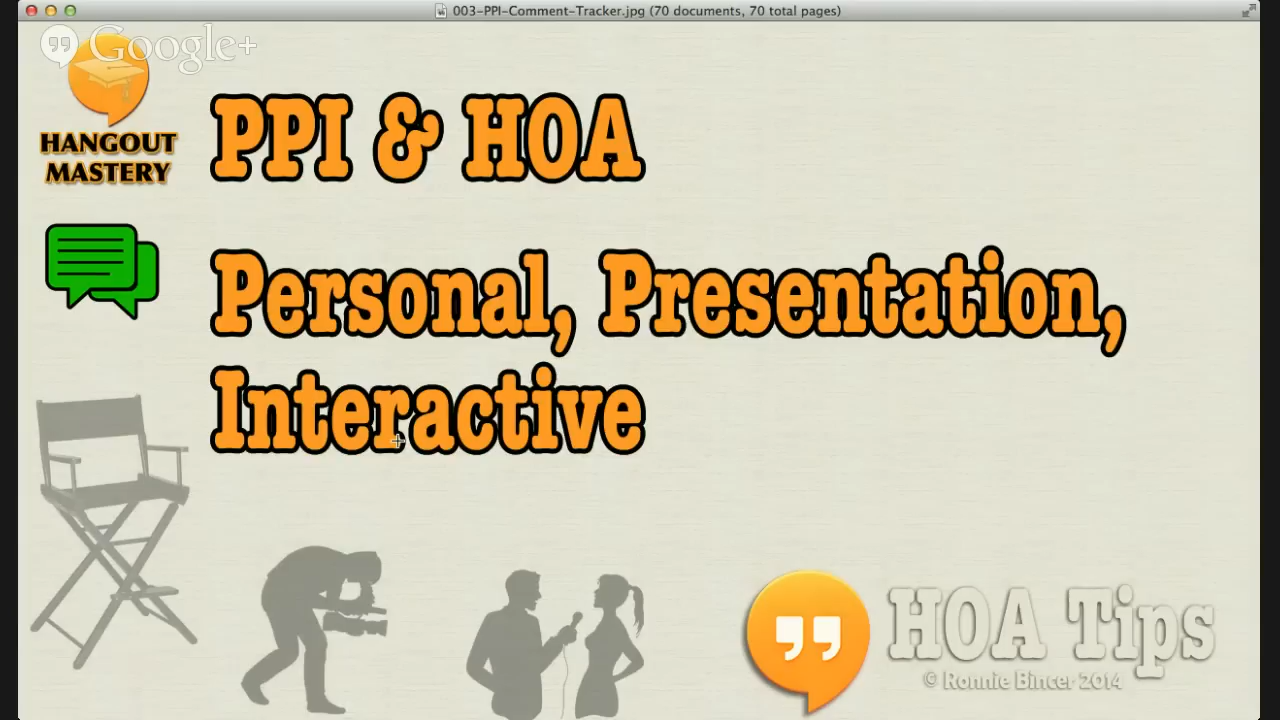 003-PPI-Comment-Tracker.jpg (70 documents, 70 total pages)
Google+
HANGOUT
MASTERY
PPI & HOA
Personal, Presentation,
Interactive
HOA Tips
© Ronnie Bincer 2014